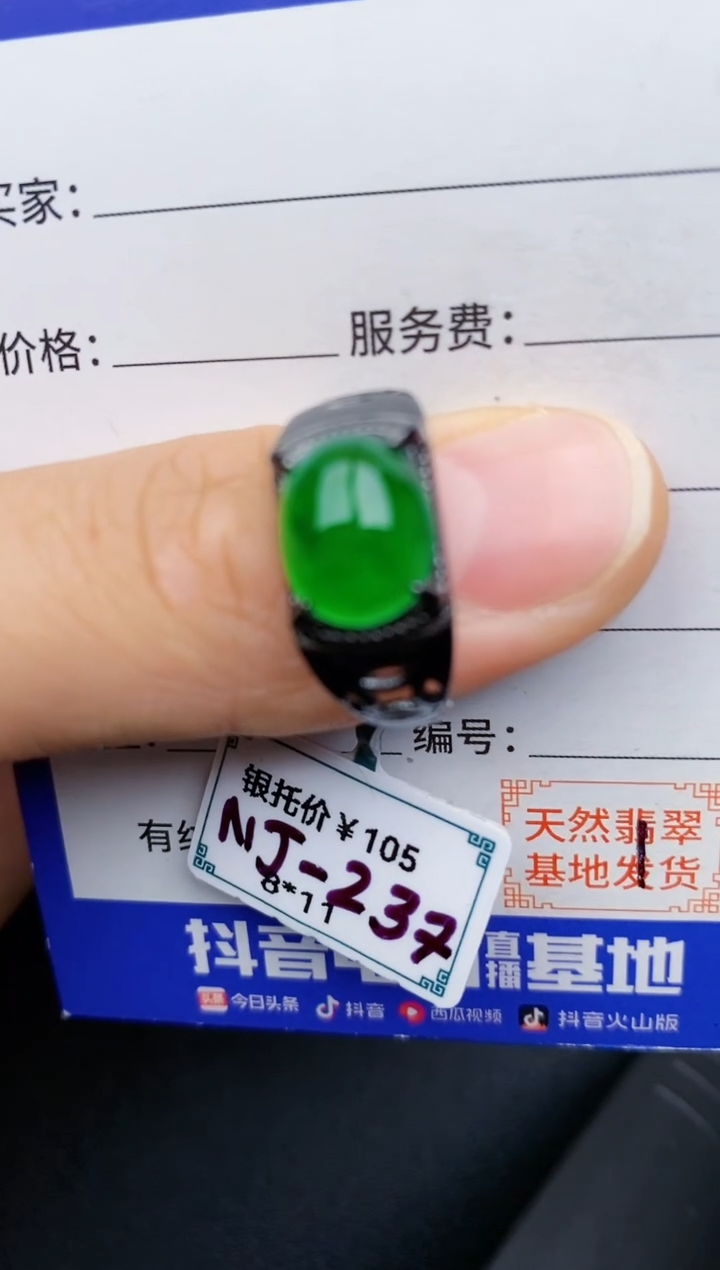 买家：
价格：
服务费：
编号：
银托价￥105
NJ-237
8*11
有
天然翡翠
基地发货
抖音电 直播基地
今日头条 抖音 西瓜视频 抖音火山版